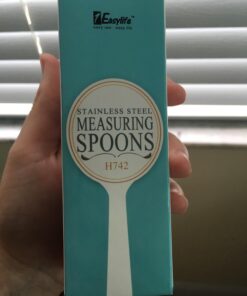 Easylife
STAINLESS STEEL
MEASURING
SPOONS
H742